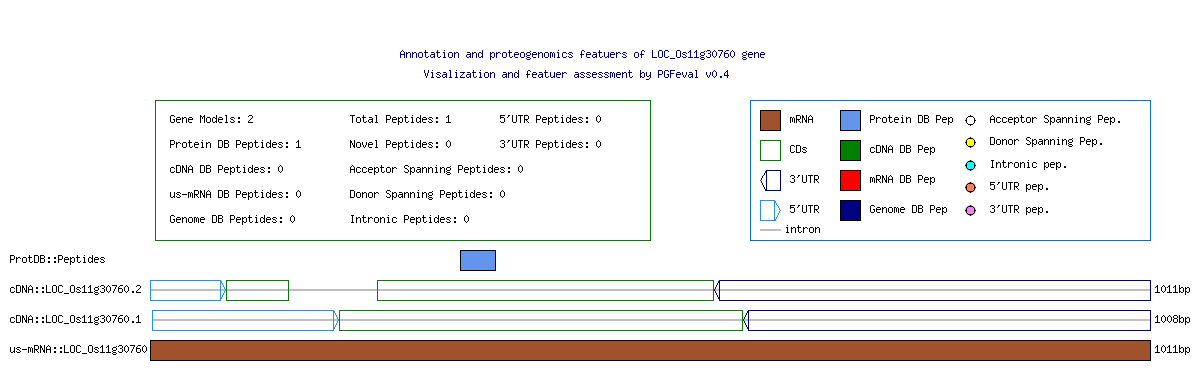 Annotation and proteogenomics featuers of LOC_Os11g30760 gene
Visalization and featuer assessment by PGFeval v0.4
Gene Models: 2 Total Peptides: 1 5'UTR Peptides: 0
Protein DB Peptides: 1 Novel Peptides: 0 3'UTR Peptides: 0
cDNA DB Peptides: 0 Acceptor Spanning Peptides: 0
us-mRNA DB Peptides: 0 Donor Spanning Peptides: 0
Genome DB Peptides: 0 Intronic Peptides: 0
mRNA Protein DB Pep Acceptor Spanning Pep.
CDs cDNA DB Pep Donor Spanning Pep.
3'UTR mRNA DB Pep Intronic pep.
5'UTR Genome DB Pep 5'UTR pep.
intron 3'UTR pep.
ProtDB::Peptides
cDNA::LOC_Os11g30760.2 1011bp
cDNA::LOC_Os11g30760.1 1008bp
us-mRNA::LOC_Os11g30760 1011bp